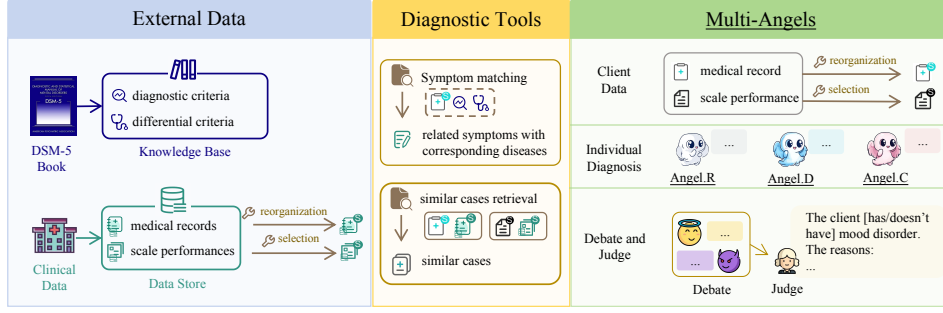 External Data
DSM-5
DSM-5
Book
diagnostic criteria
differential criteria
Knowledge Base
Clinical
Data
medical records
scale performances
Data Store
reorganization
selection
S
S
Diagnostic Tools
Symptom matching
S
related symptoms with
corresponding diseases
similar cases retrieval
S
S
S
S
similar cases
Multi-Angels
Client
Data
medical record
scale performance
reorganization
selection
S
S
Individual
Diagnosis
...
...
...
Angel.R
Angel.D
Angel.C
Debate and
Judge
...
...
Debate
Judge
The client [has/doesn't
have] mood disorder.
The reasons:
...